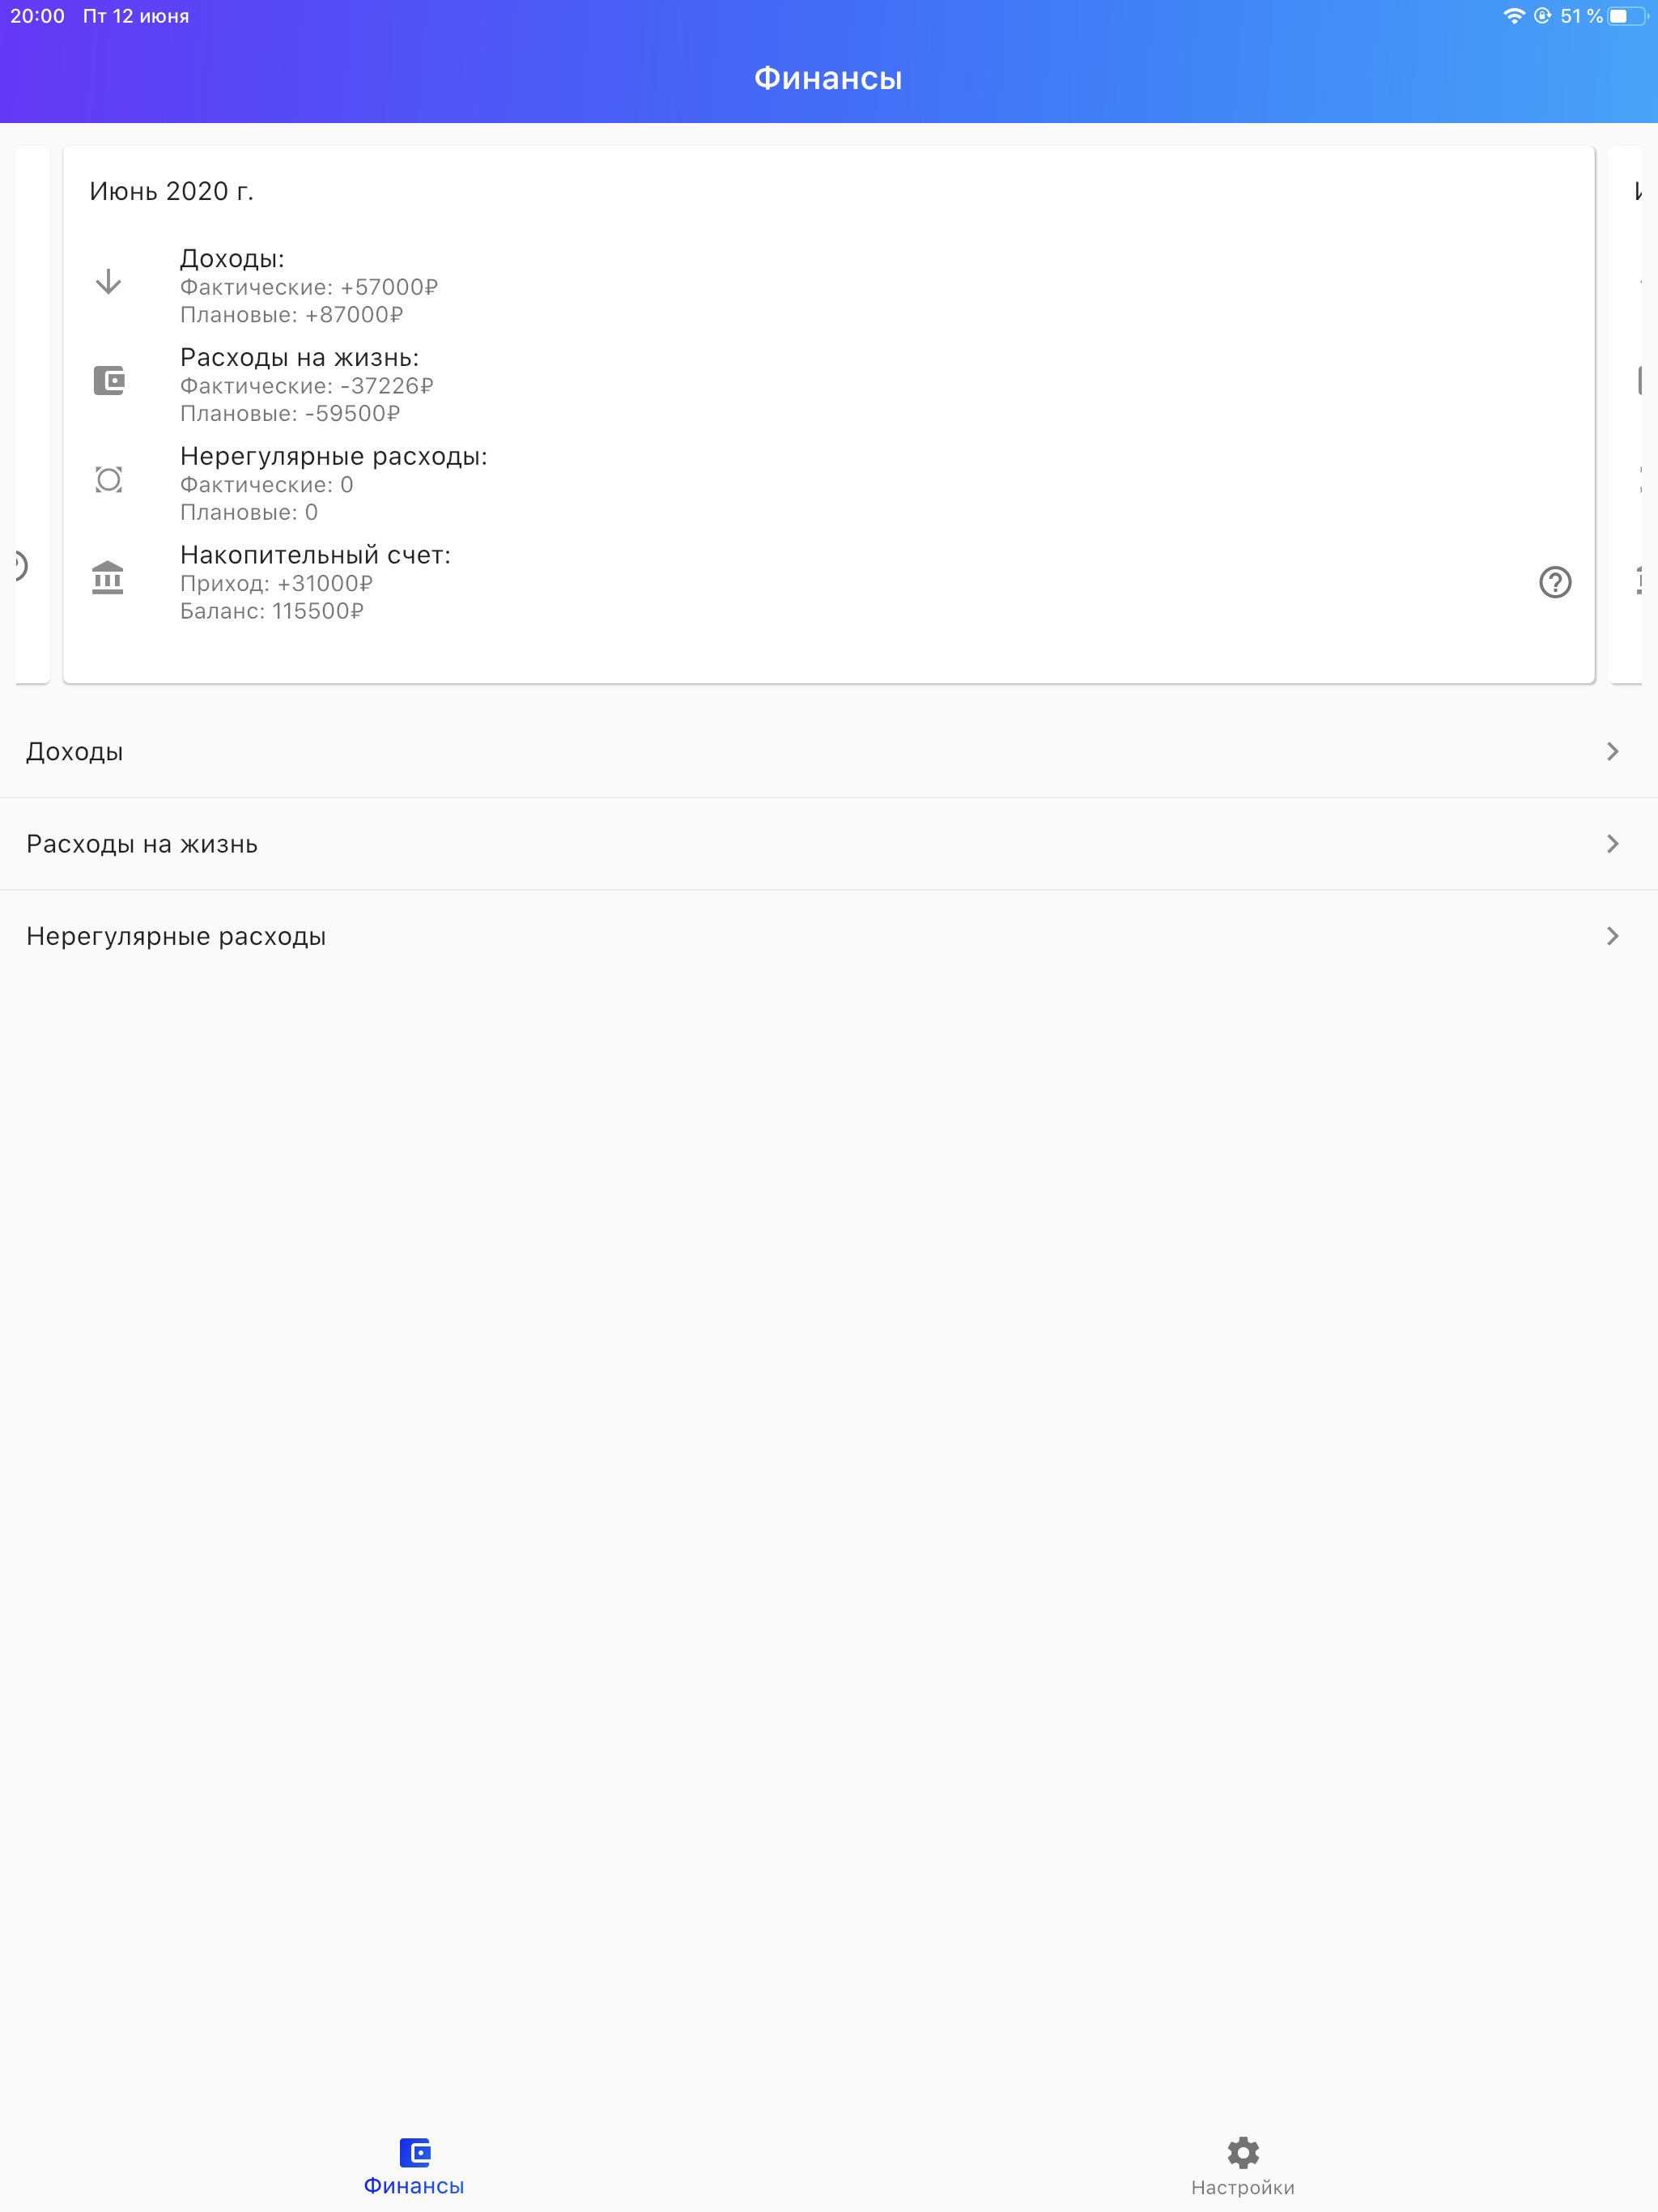 20:00 Пт 12 июня 51 %
Финансы
Июнь 2020 г.
Доходы:
Фактические: +57000₽
Плановые: +87000₽
Расходы на жизнь:
Фактические: -37226₽
Плановые: -59500₽
Нерегулярные расходы:
Фактические: 0
Плановые: 0
Накопительный счет:
Приход: +31000₽
Баланс: 115500₽
Доходы
Расходы на жизнь
Нерегулярные расходы
Финансы
Настройки